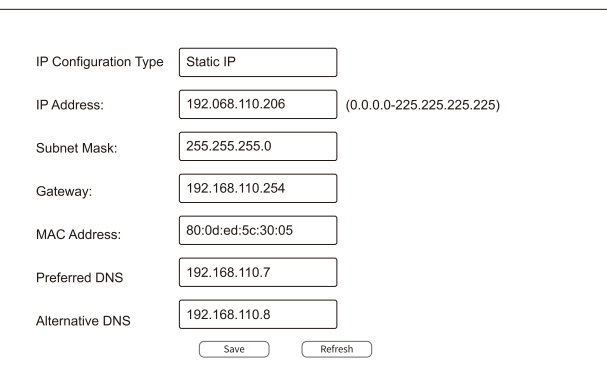 IP Configuration Type Static IP
IP Address: 192.068.110.206 (0.0.0.0-225.225.225.225)
Subnet Mask: 255.255.255.0
Gateway: 192.168.110.254
MAC Address: 80:0d:ed:5c:30:05
Preferred DNS 192.168.110.7
Alternative DNS 192.168.110.8
Save Refresh